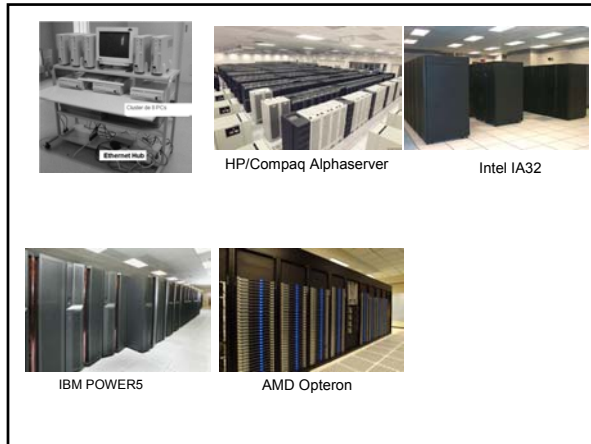 Cluster de 8 PCs
Ethernet Hub
HP/Compaq Alphaserver
Intel IA32
IBM POWER5
AMD Opteron